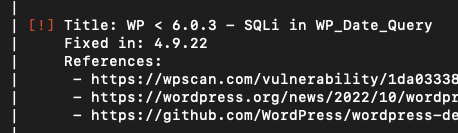 |
| [!] Title: WP < 6.0.3 - SQLi in WP_Date_Query
|     Fixed in: 4.9.22
|     References:
|      - https://wpscan.com/vulnerability/1da03338
|      - https://wordpress.org/news/2022/10/wordpr
|      - https://github.com/WordPress/wordpress-de
|